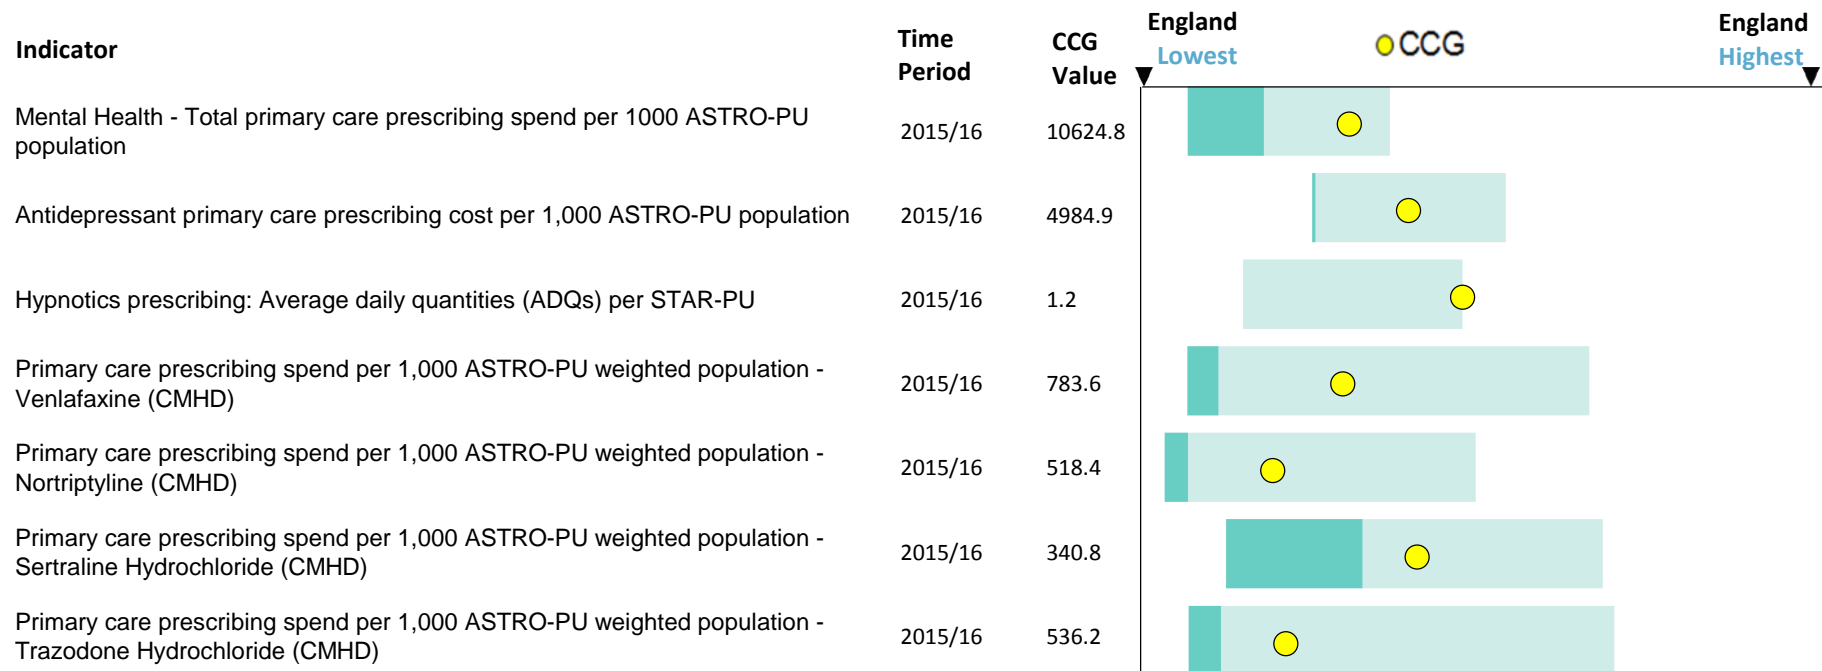 Indicator
Time
Period
CCG
Value
England
Lowest
CCG
England
Highest
Mental Health - Total primary care prescribing spend per 1000 ASTRO-PU
population
2015/16
10624.8
Antidepressant primary care prescribing cost per 1,000 ASTRO-PU population
2015/16
4984.9
Hypnotics prescribing: Average daily quantities (ADQs) per STAR-PU
2015/16
1.2
Primary care prescribing spend per 1,000 ASTRO-PU weighted population -
Venlafaxine (CMHD)
2015/16
783.6
Primary care prescribing spend per 1,000 ASTRO-PU weighted population -
Nortriptyline (CMHD)
2015/16
518.4
Primary care prescribing spend per 1,000 ASTRO-PU weighted population -
Sertraline Hydrochloride (CMHD)
2015/16
340.8
Primary care prescribing spend per 1,000 ASTRO-PU weighted population -
Trazodone Hydrochloride (CMHD)
2015/16
536.2